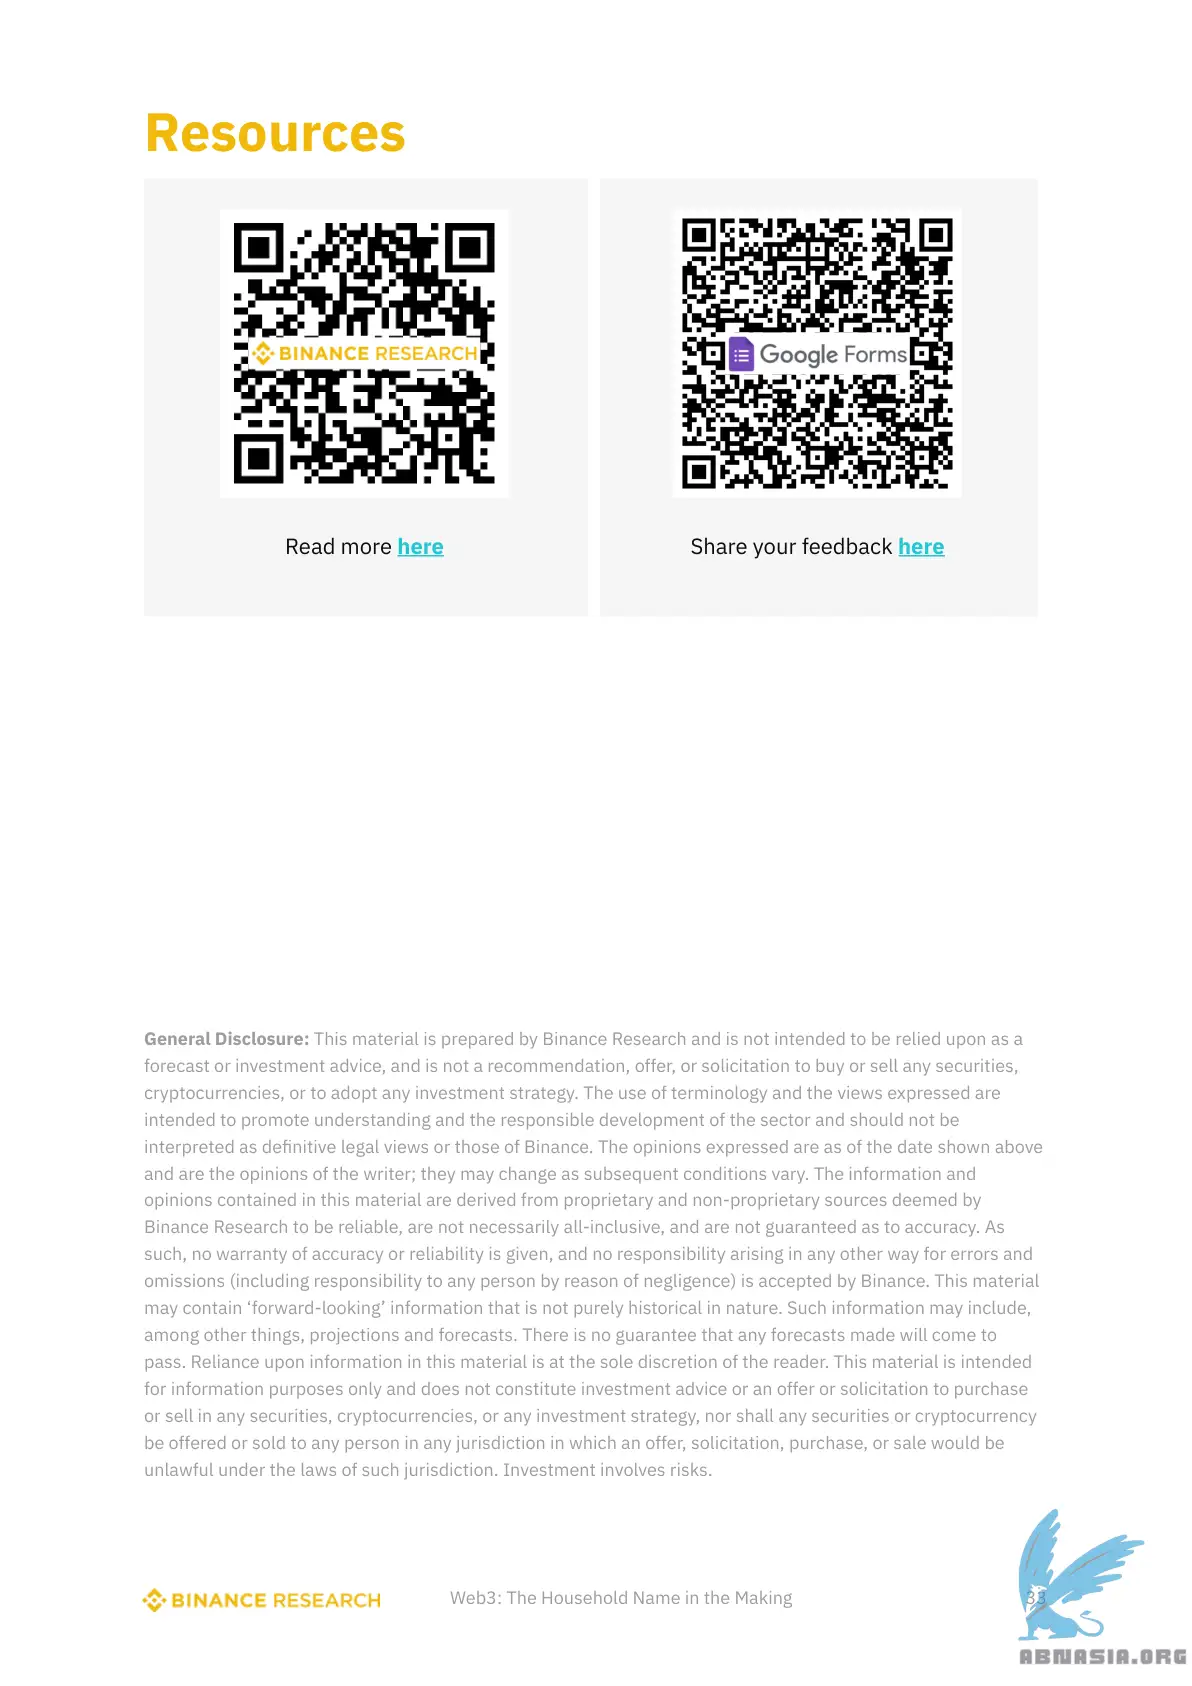 Resources
BINANCE RESEARCH
Google Forms
Read more here
Share your feedback here
General Disclosure: This material is prepared by Binance Research and is not intended to be relied upon as a
forecast or investment advice, and is not a recommendation, offer, or solicitation to buy or sell any securities,
cryptocurrencies, or to adopt any investment strategy. The use of terminology and the views expressed are
intended to promote understanding and the responsible development of the sector and should not be
interpreted as definitive legal views or those of Binance. The opinions expressed are as of the date shown above
and are the opinions of the writer; they may change as subsequent conditions vary. The information and
opinions contained in this material are derived from proprietary and non-proprietary sources deemed by
Binance Research to be reliable, are not necessarily all-inclusive, and are not guaranteed as to accuracy. As
such, no warranty of accuracy or reliability is given, and no responsibility arising in any other way for errors and
omissions (including responsibility to any person by reason of negligence) is accepted by Binance. This material
may contain ‘forward-looking’ information that is not purely historical in nature. Such information may include,
among other things, projections and forecasts. There is no guarantee that any forecasts made will come to
pass. Reliance upon information in this material is at the sole discretion of the reader. This material is intended
for information purposes only and does not constitute investment advice or an offer or solicitation to purchase
or sell in any securities, cryptocurrencies, or any investment strategy, nor shall any securities or cryptocurrency
be offered or sold to any person in any jurisdiction in which an offer, solicitation, purchase, or sale would be
unlawful under the laws of such jurisdiction. Investment involves risks.
BINANCE RESEARCH
Web3: The Household Name in the Making
33
ABNASIA.ORG